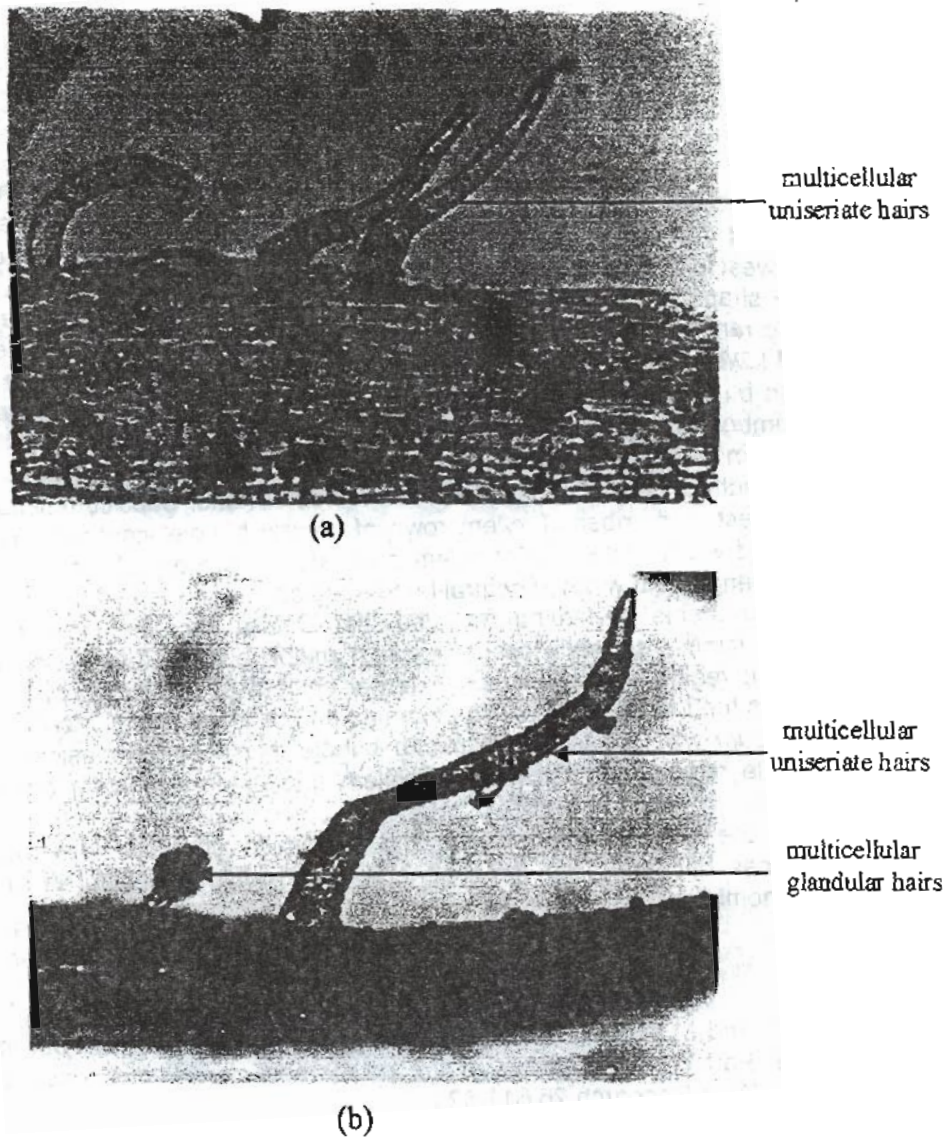 multicellular
uniseriate hairs
(a)
multicellular
uniseriate hairs
multicellular
glandular hairs
(b)